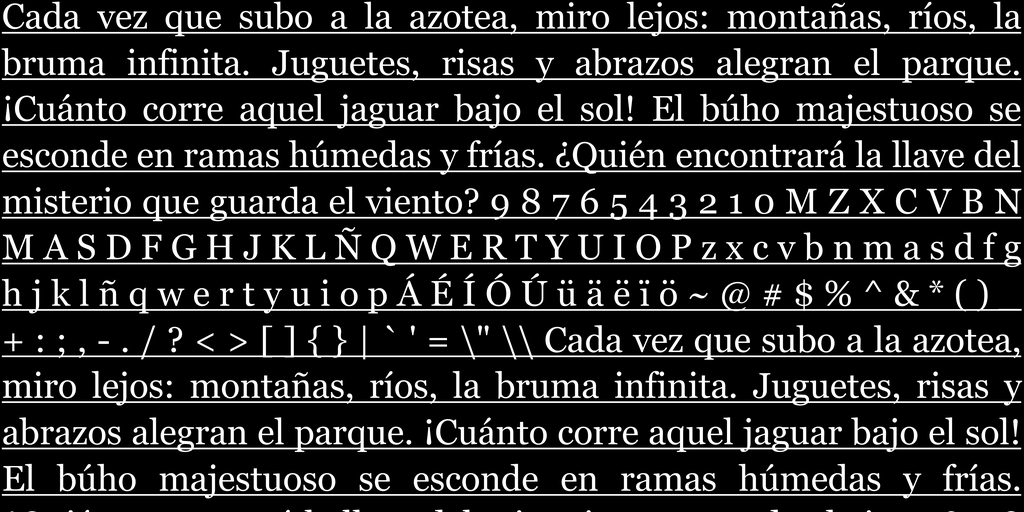 Cada vez que subo a la azotea, miro lejos: montañas, ríos, la
bruma infinita. Juguetes, risas y abrazos alegran el parque.
¡Cuánto corre aquel jaguar bajo el sol! El búho majestuoso se
esconde en ramas húmedas y frías. ¿Quién encontrará la llave del
misterio que guarda el viento? 9 8 7 6 5 4 3 2 1 0 M Z X C V B N
M A S D F G H J K L Ñ Q W E R T Y U I O P z x c v b n m a s d f g
h j k l ñ q w e r t y u i o p Á É Í Ó Ú ü ä ë ï ö ~ @ # $ % ^ & * ( ) _
+ : ; , - . / ? < > [ ] { } | ` ' = \" \\ Cada vez que subo a la azotea,
miro lejos: montañas, ríos, la bruma infinita. Juguetes, risas y
abrazos alegran el parque. ¡Cuánto corre aquel jaguar bajo el sol!
El búho majestuoso se esconde en ramas húmedas y frías.